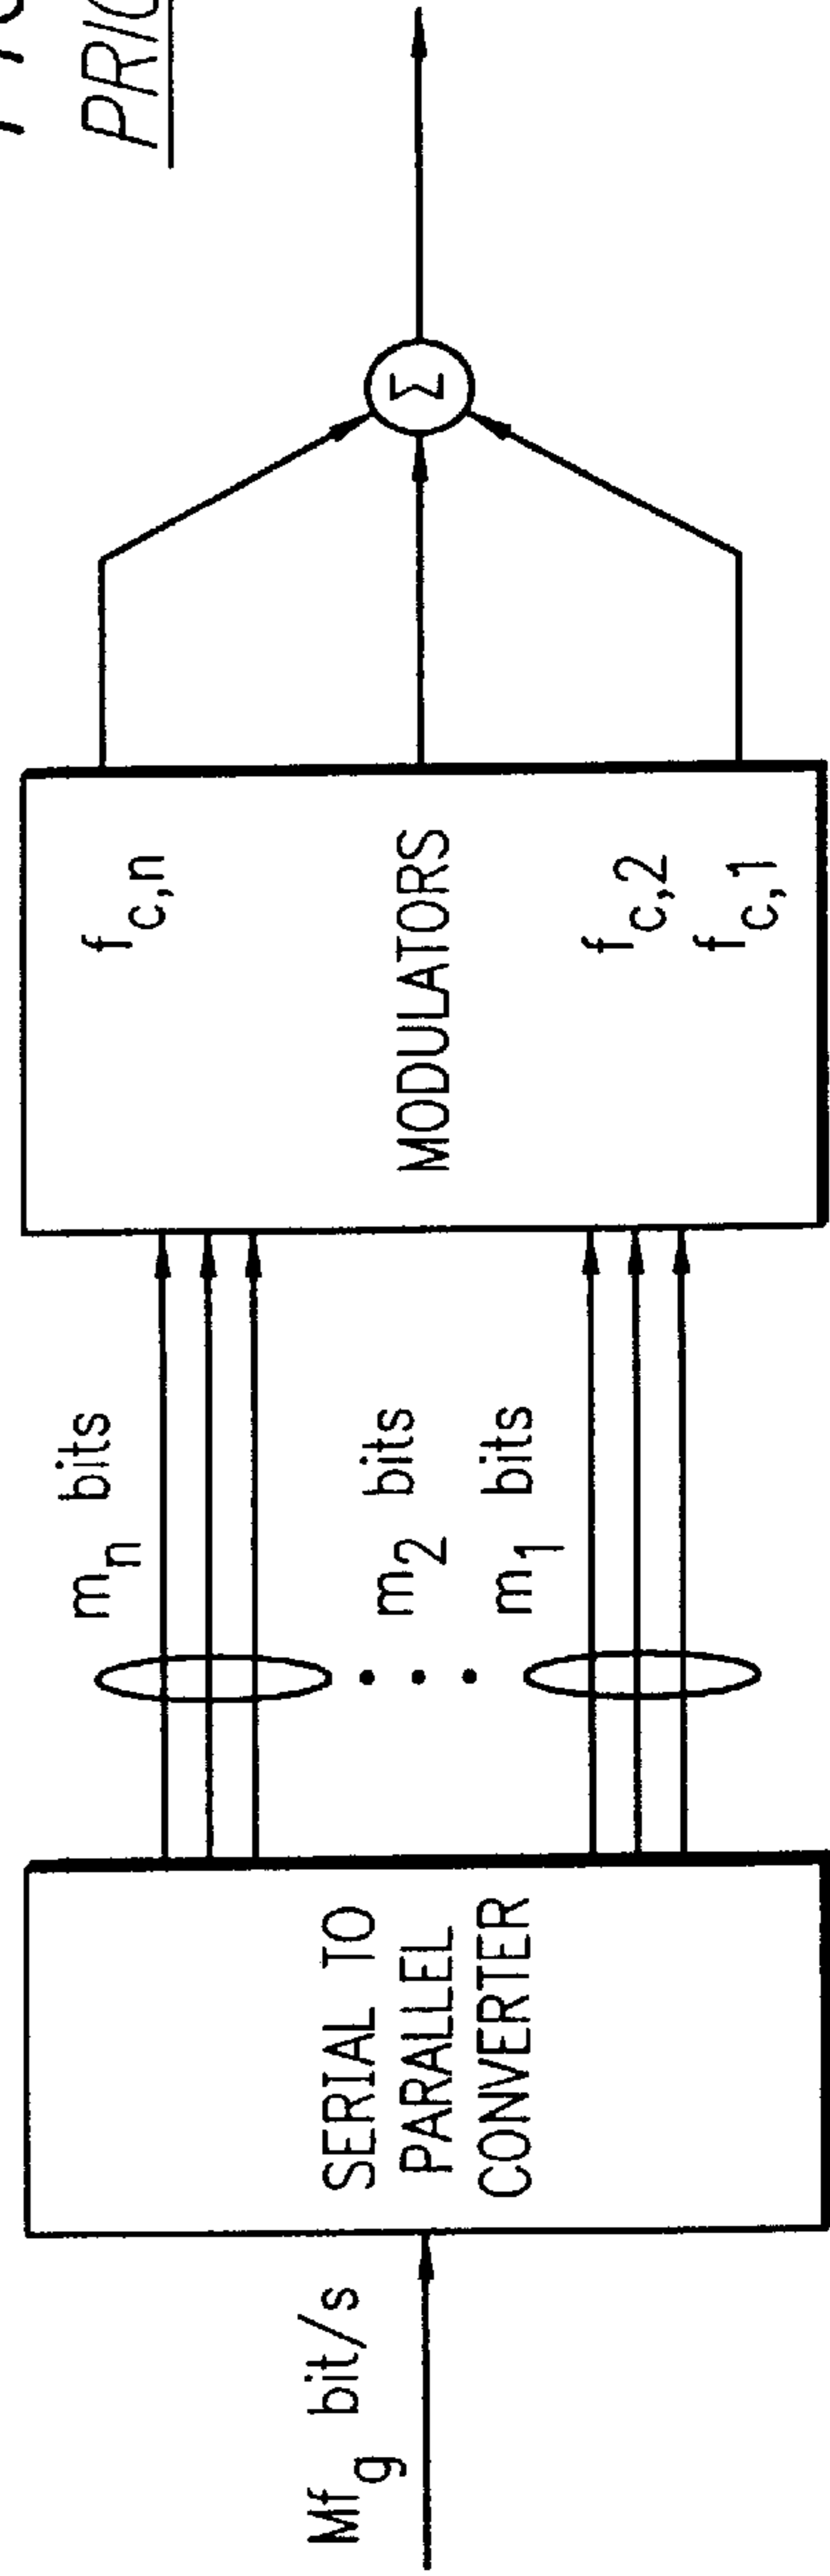 Mf_g bit/s
SERIAL TO
PARALLEL
CONVERTER
m_n bits
m_2 bits
m_1 bits
f_c,n
MODULATORS
f_c,2
f_c,1
Σ